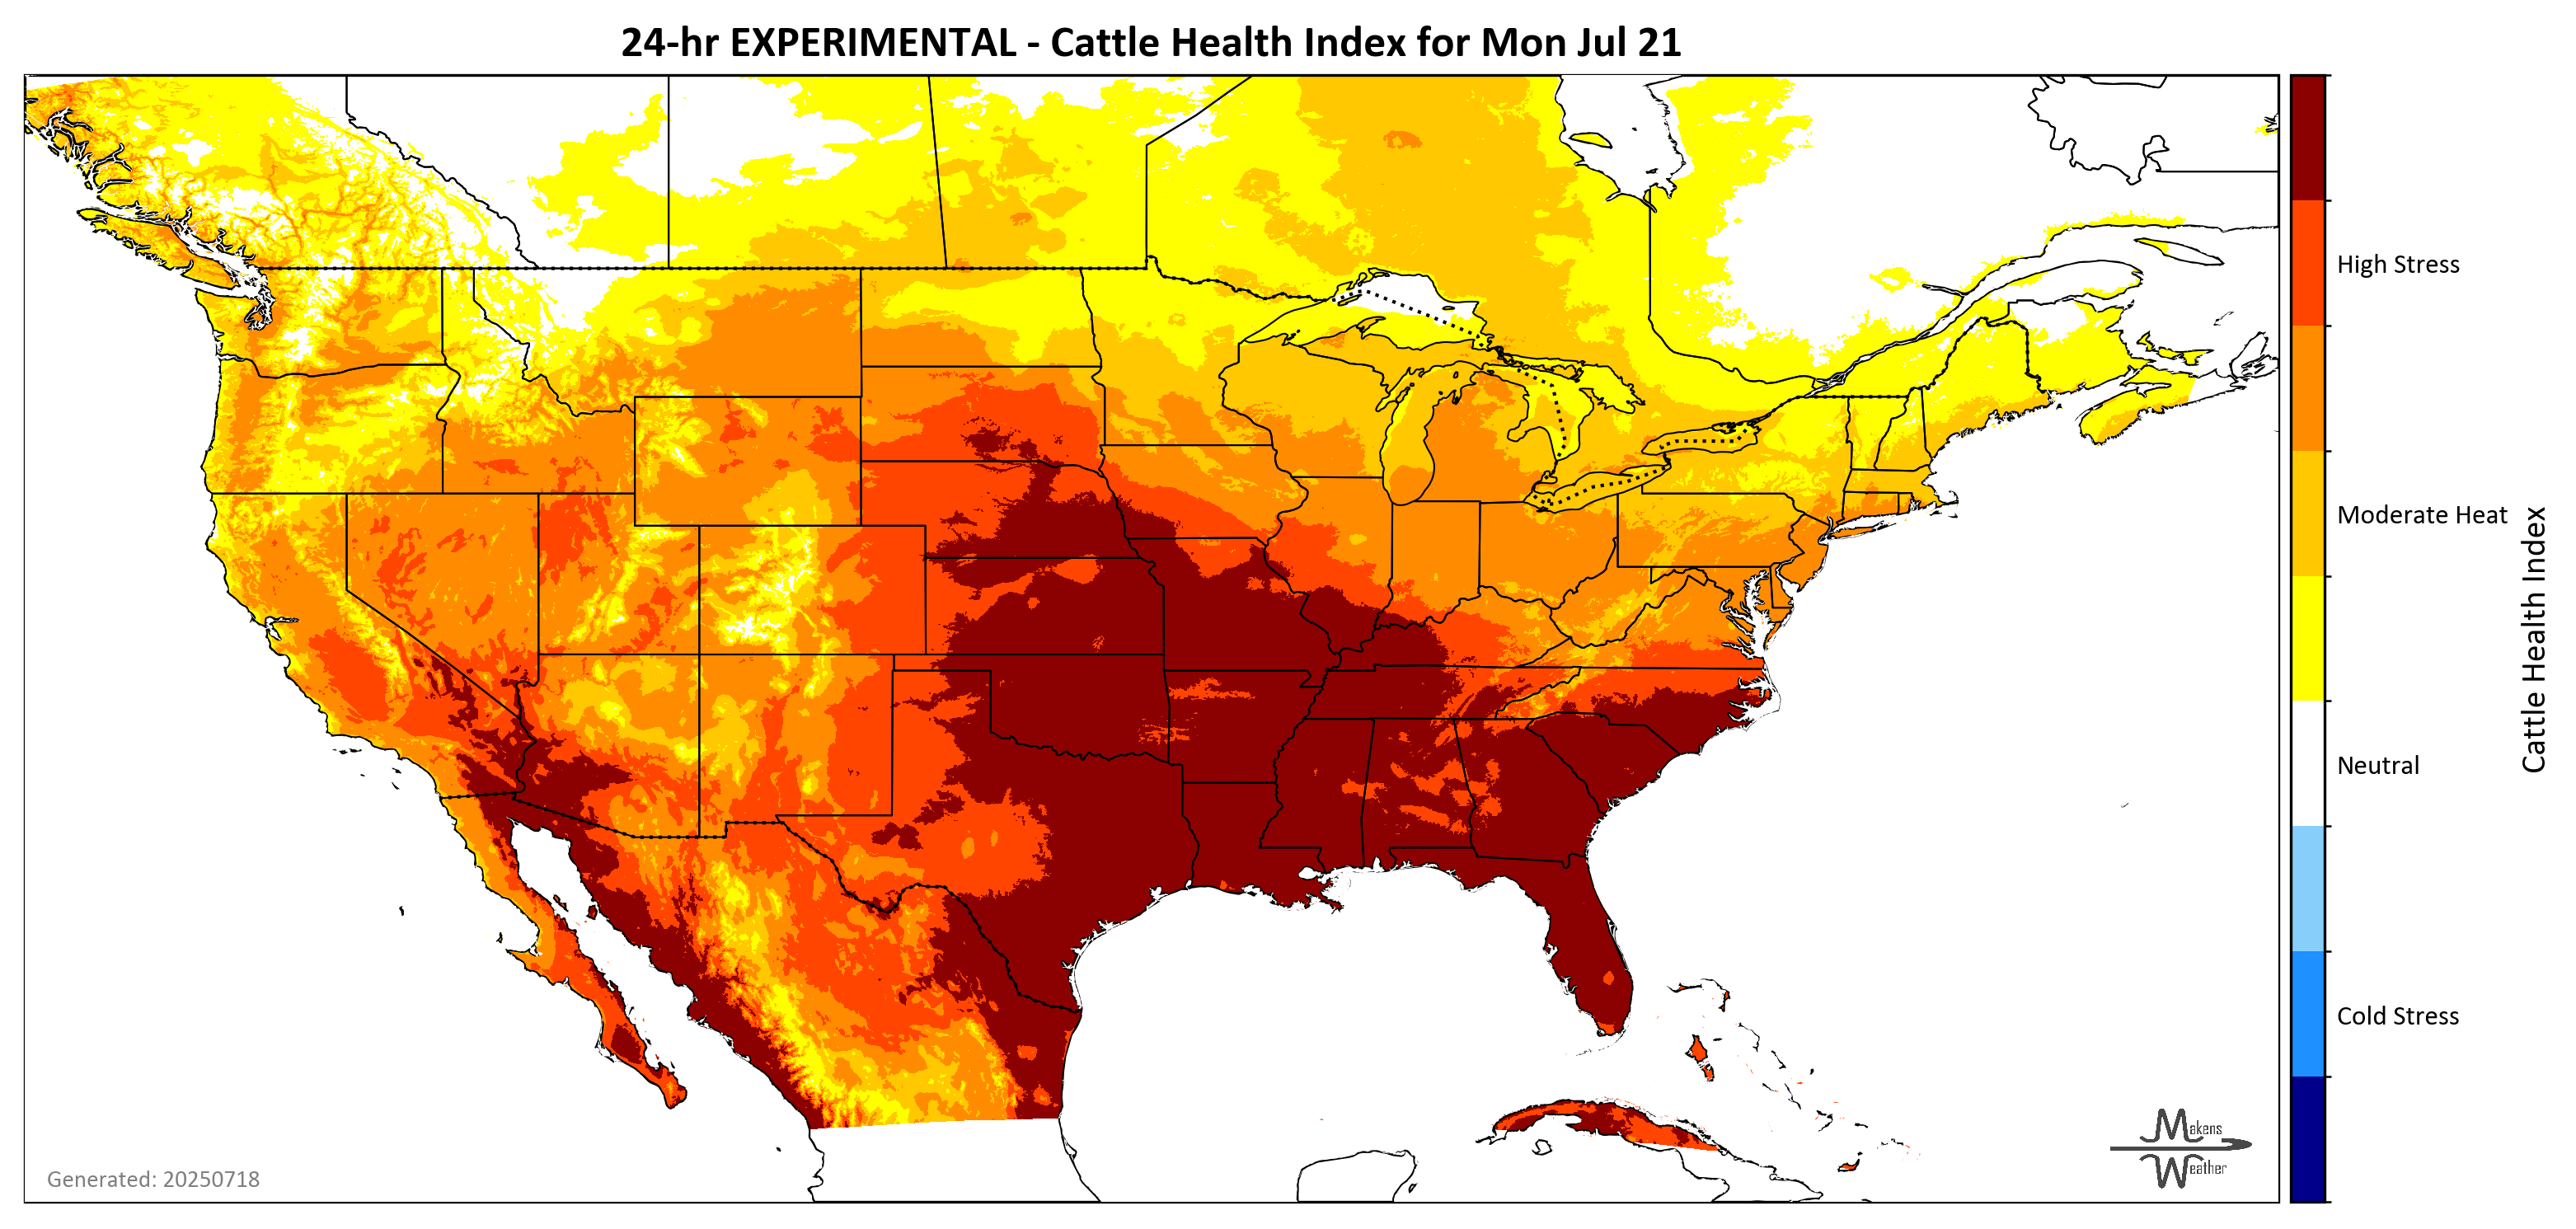 24-hr EXPERIMENTAL - Cattle Health Index for Mon Jul 21
High Stress
Moderate Heat
Neutral
Cold Stress
Cattle Health Index
Generated: 20250718
Makens
Weather